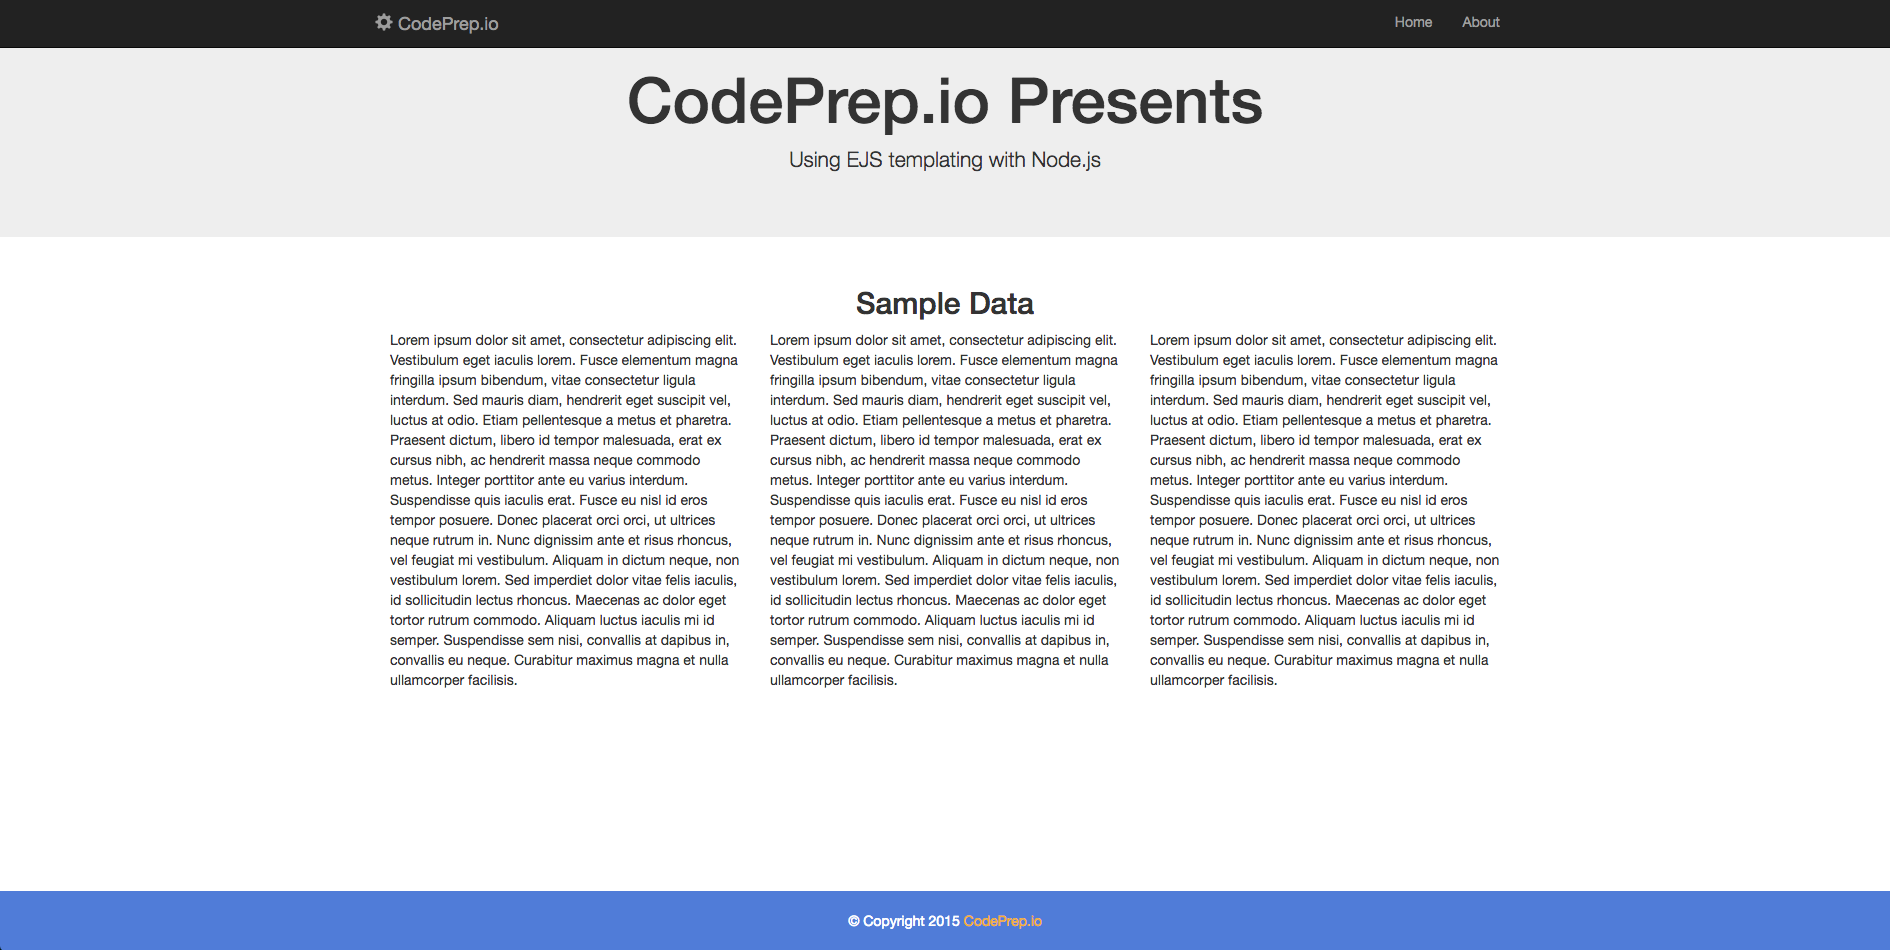 CodePrep.io
Home
About
CodePrep.io Presents
Using EJS templating with Node.js
Sample Data
Lorem ipsum dolor sit amet, consectetur adipiscing elit.
Vestibulum eget iaculis lorem. Fusce elementum magna
fringilla ipsum bibendum, vitae consectetur ligula
interdum. Sed mauris diam, hendrerit eget suscipit vel,
luctus at odio. Etiam pellentesque a metus et pharetra.
Praesent dictum, libero id tempor malesuada, erat ex
cursus nibh, ac hendrerit massa neque commodo
metus. Integer porttitor ante eu varius interdum.
Suspendisse quis iaculis erat. Fusce eu nisl id eros
tempor posuere. Donec placerat orci orci, ut ultrices
neque rutrum in. Nunc dignissim ante et risus rhoncus,
vel feugiat mi vestibulum. Aliquam in dictum neque, non
vestibulum lorem. Sed imperdiet dolor vitae felis iaculis,
id sollicitudin lectus rhoncus. Maecenas ac dolor eget
tortor rutrum commodo. Aliquam luctus iaculis mi id
semper. Suspendisse sem nisi, convallis at dapibus in,
convallis eu neque. Curabitur maximus magna et nulla
ullamcorper facilisis.
Lorem ipsum dolor sit amet, consectetur adipiscing elit.
Vestibulum eget iaculis lorem. Fusce elementum magna
fringilla ipsum bibendum, vitae consectetur ligula
interdum. Sed mauris diam, hendrerit eget suscipit vel,
luctus at odio. Etiam pellentesque a metus et pharetra.
Praesent dictum, libero id tempor malesuada, erat ex
cursus nibh, ac hendrerit massa neque commodo
metus. Integer porttitor ante eu varius interdum.
Suspendisse quis iaculis erat. Fusce eu nisl id eros
tempor posuere. Donec placerat orci orci, ut ultrices
neque rutrum in. Nunc dignissim ante et risus rhoncus,
vel feugiat mi vestibulum. Aliquam in dictum neque, non
vestibulum lorem. Sed imperdiet dolor vitae felis iaculis,
id sollicitudin lectus rhoncus. Maecenas ac dolor eget
tortor rutrum commodo. Aliquam luctus iaculis mi id
semper. Suspendisse sem nisi, convallis at dapibus in,
convallis eu neque. Curabitur maximus magna et nulla
ullamcorper facilisis.
Lorem ipsum dolor sit amet, consectetur adipiscing elit.
Vestibulum eget iaculis lorem. Fusce elementum magna
fringilla ipsum bibendum, vitae consectetur ligula
interdum. Sed mauris diam, hendrerit eget suscipit vel,
luctus at odio. Etiam pellentesque a metus et pharetra.
Praesent dictum, libero id tempor malesuada, erat ex
cursus nibh, ac hendrerit massa neque commodo
metus. Integer porttitor ante eu varius interdum.
Suspendisse quis iaculis erat. Fusce eu nisl id eros
tempor posuere. Donec placerat orci orci, ut ultrices
neque rutrum in. Nunc dignissim ante et risus rhoncus,
vel feugiat mi vestibulum. Aliquam in dictum neque, non
vestibulum lorem. Sed imperdiet dolor vitae felis iaculis,
id sollicitudin lectus rhoncus. Maecenas ac dolor eget
tortor rutrum commodo. Aliquam luctus iaculis mi id
semper. Suspendisse sem nisi, convallis at dapibus in,
convallis eu neque. Curabitur maximus magna et nulla
ullamcorper facilisis.
© Copyright 2015 CodePrep.io